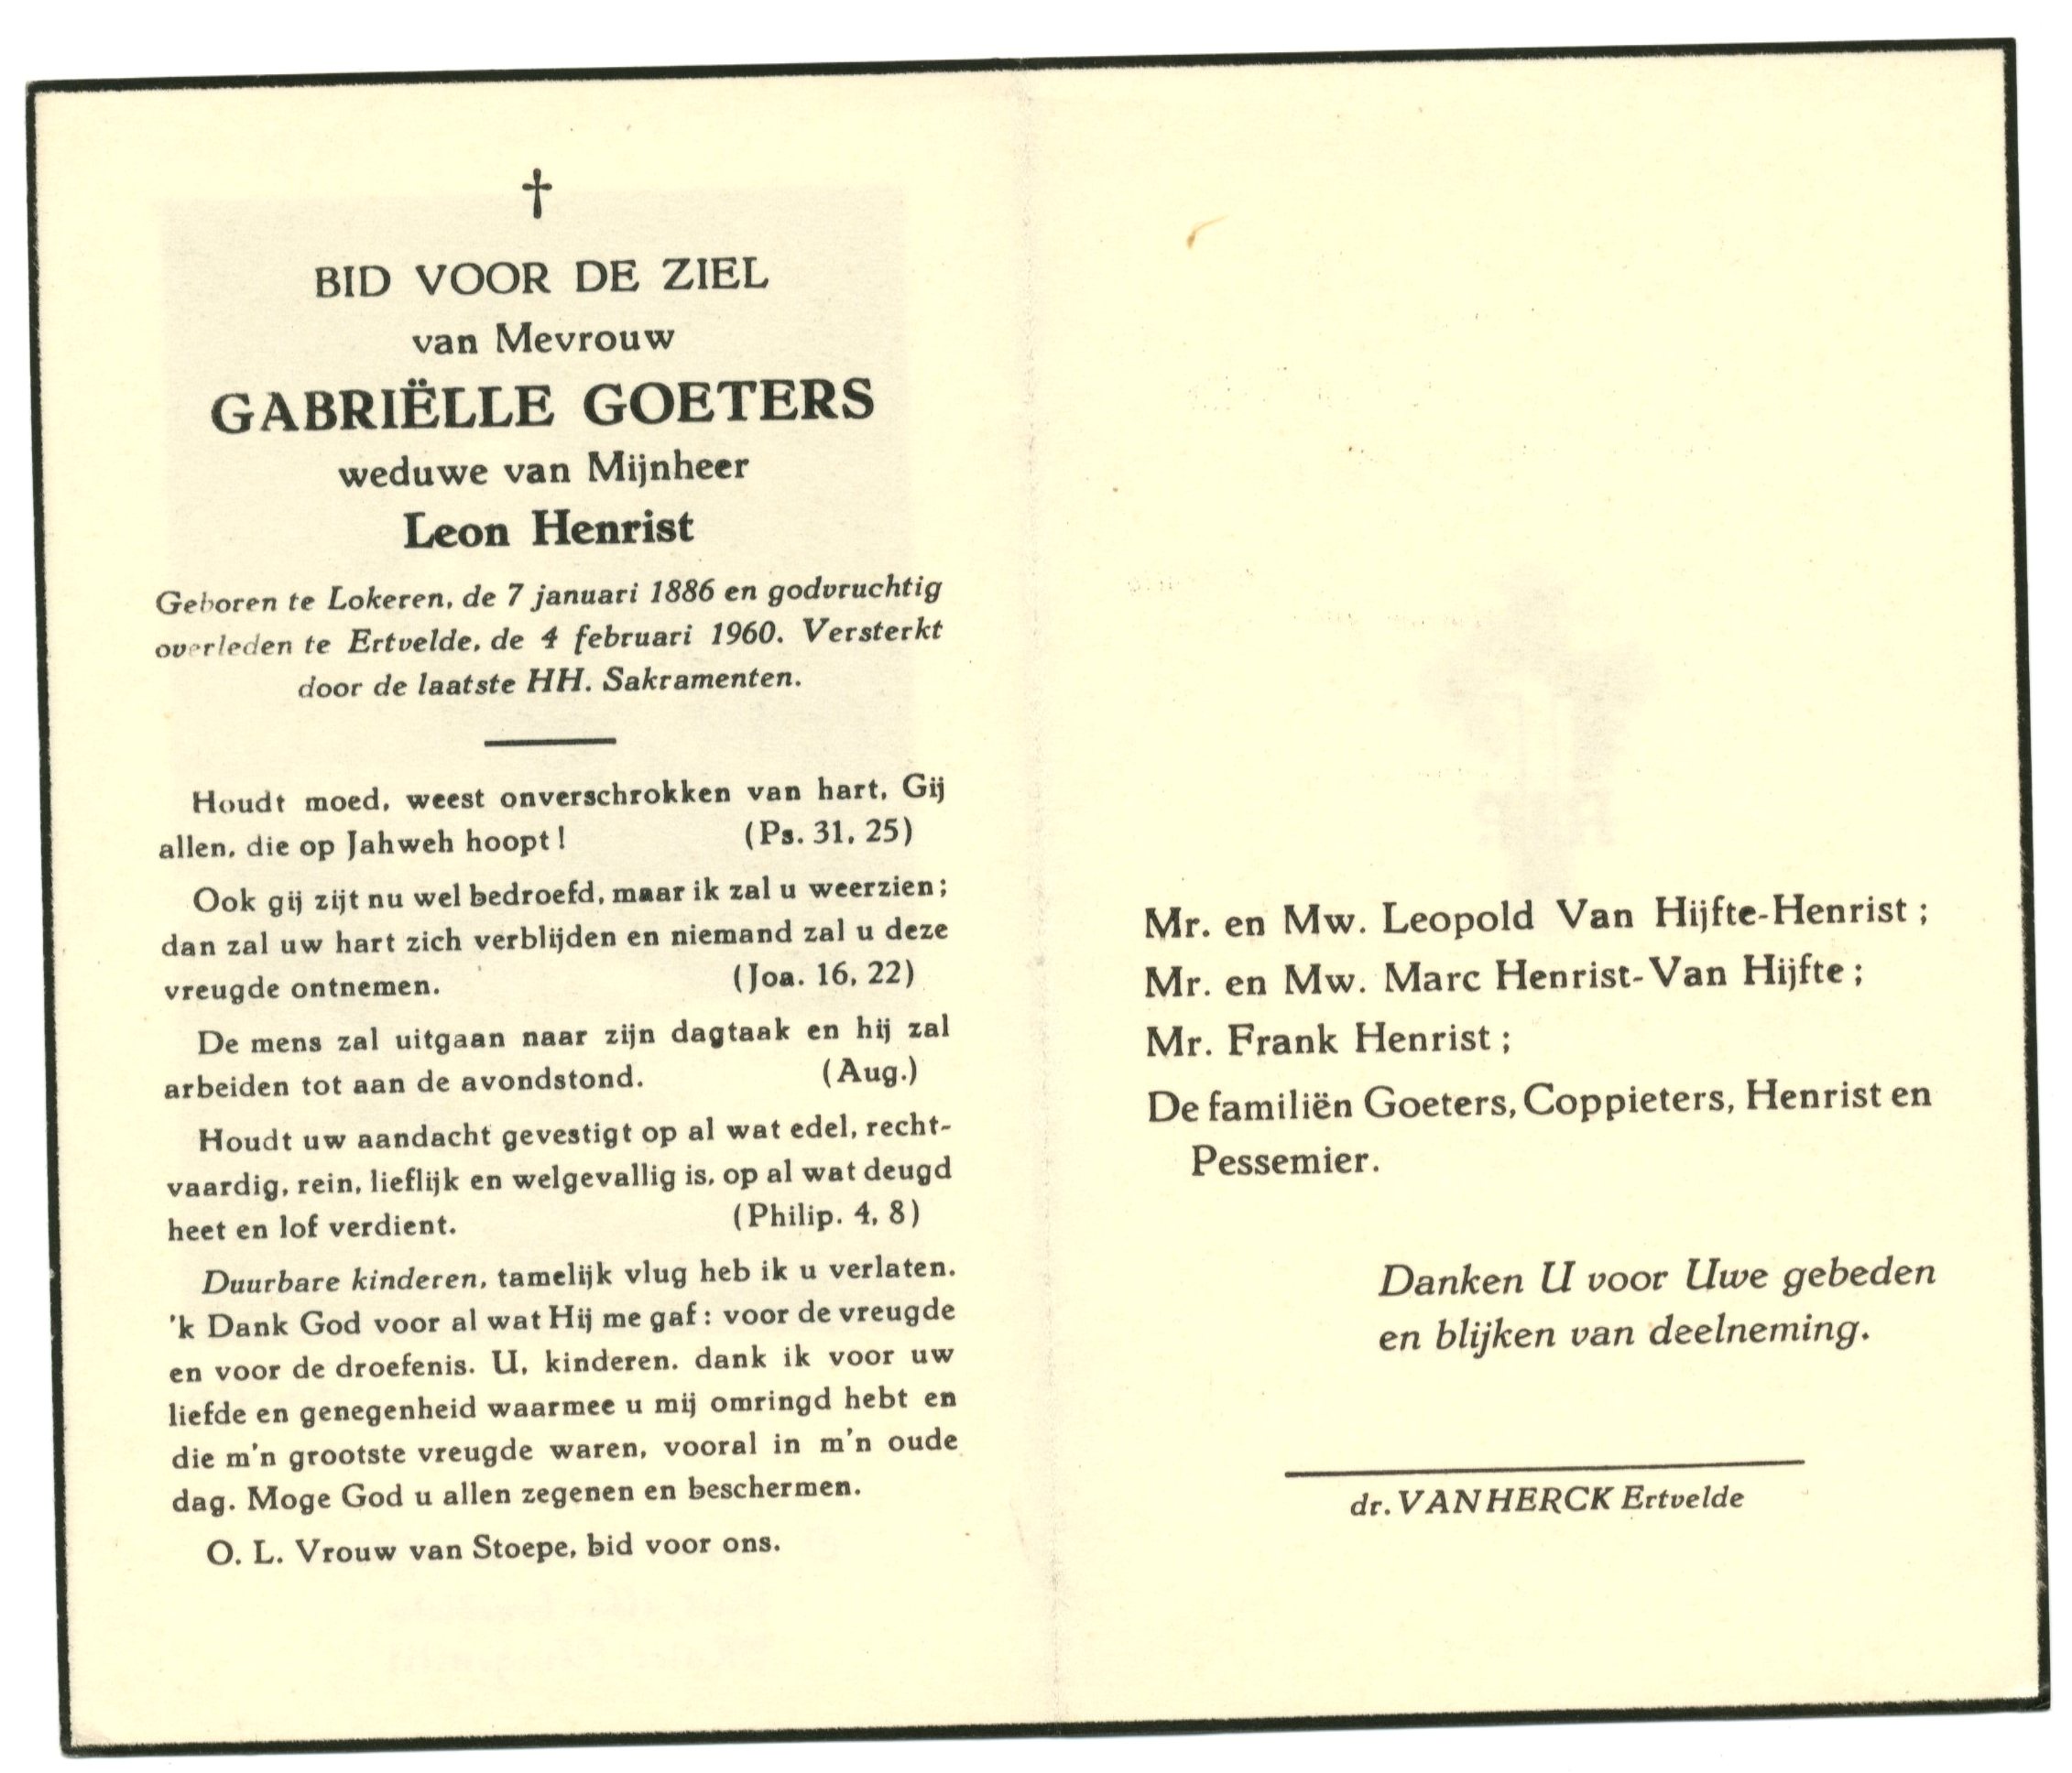 †
BID VOOR DE ZIEL
van Mevrouw
GABRIËLLE GOETERS
weduwe van Mijnheer
Leon Henrist
Geboren te Lokeren, de 7 januari 1886 en godvruchtig
overleden te Ertvelde, de 4 februari 1960. Versterkt
door de laatste HH. Sakramenten.
Houdt moed, weest onverschrokken van hart, Gij
allen, die op Jahweh hoopt! (Ps. 31, 25)
Ook gij zijt nu wel bedroefd, maar ik zal u weerzien;
dan zal uw hart zich verblijden en niemand zal u deze
vreugde ontnemen. (Joa. 16, 22)
De mens zal uitgaan naar zijn dagtaak en hij zal
arbeiden tot aan de avondstond. (Aug.)
Houdt uw aandacht gevestigt op al wat edel, recht-
vaardig, rein, lieflijk en welgevallig is, op al wat deugd
heet en lof verdient. (Philip. 4, 8)
Duurbare kinderen, tamelijk vlug heb ik u verlaten.
'k Dank God voor al wat Hij me gaf: voor de vreugde
en voor de droefenis. U, kinderen. dank ik voor uw
liefde en genegenheid waarmee u mij omringd hebt en
die m'n grootste vreugde waren, vooral in m'n oude
dag. Moge God u allen zegenen en beschermen.
O. L. Vrouw van Stoepe, bid voor ons.
Mr. en Mw. Leopold Van Hijfte-Henrist;
Mr. en Mw. Marc Henrist-Van Hijfte;
Mr. Frank Henrist;
De familiën Goeters, Coppieters, Henrist en
Pessemier.
Danken U voor Uwe gebeden
en blijken van deelneming.
dr. VAN HERCK Ertvelde